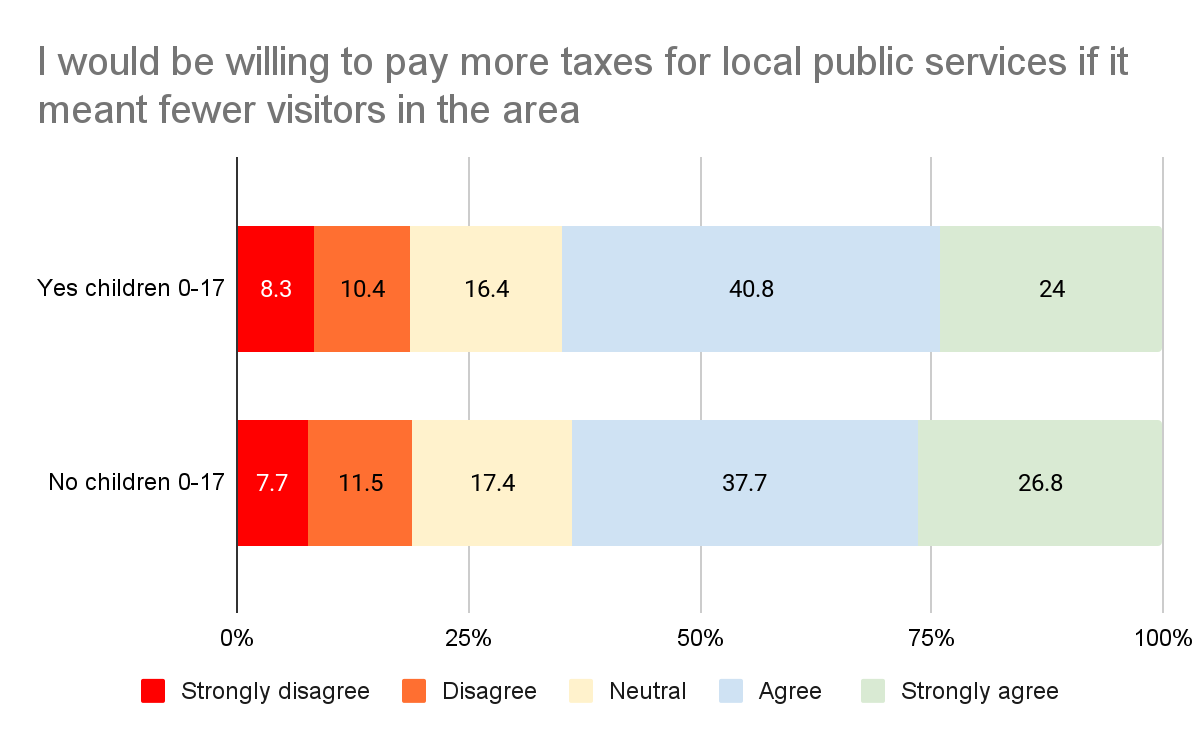 I would be willing to pay more taxes for local public services if it
meant fewer visitors in the area
Yes children 0-17
8.3
10.4
16.4
40.8
24
No children 0-17
7.7
11.5
17.4
37.7
26.8
0%
25%
50%
75%
100%
Strongly disagree
Disagree
Neutral
Agree
Strongly agree